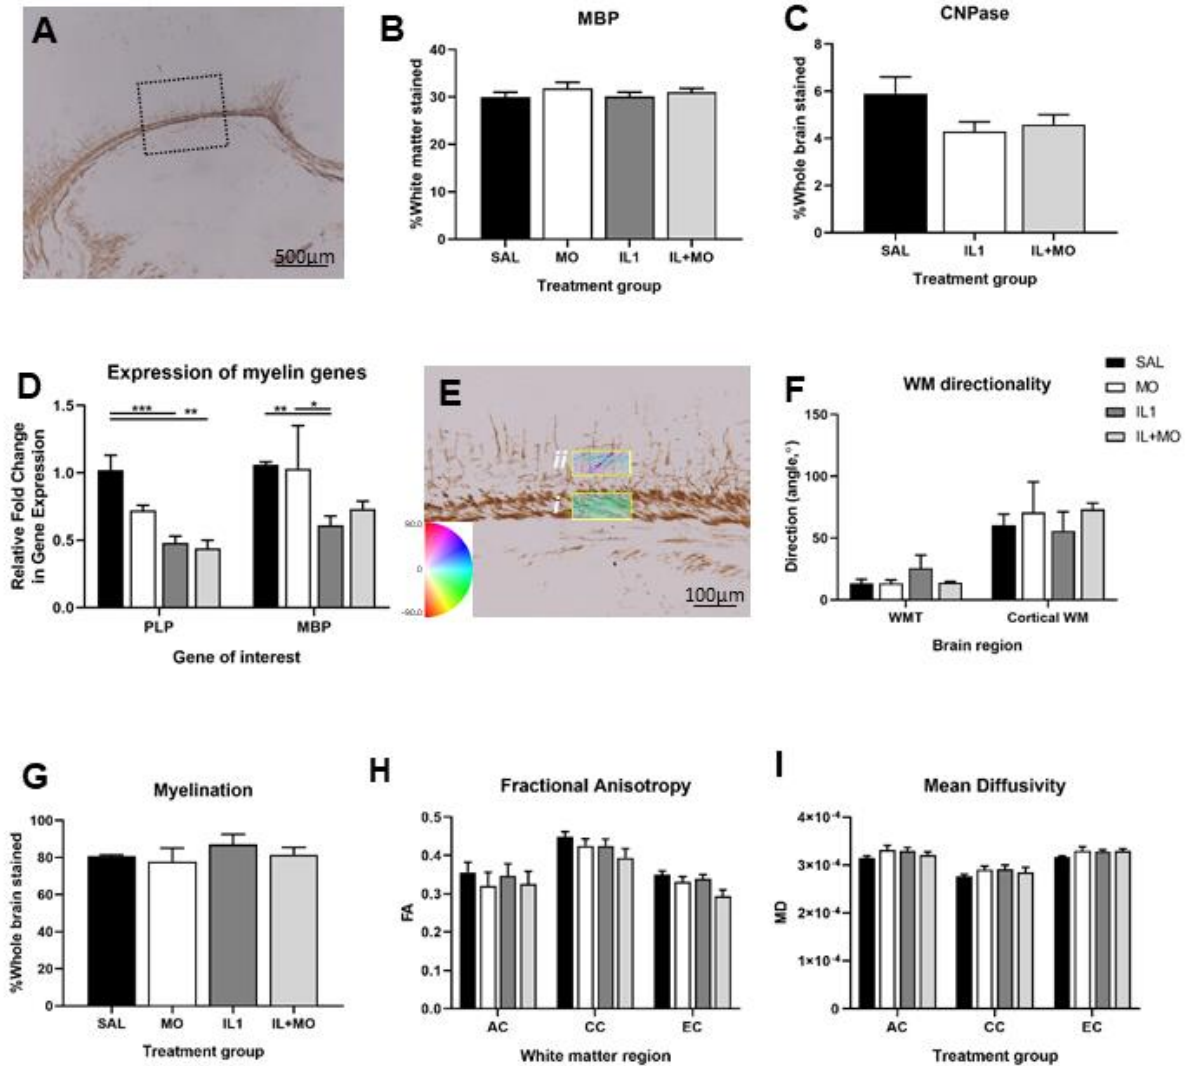 A
500μm
B
MBP
%White matter stained
40
30
20
10
0
SAL MO IL1 IL+MO
Treatment group
C
CNPase
%Whole brain stained
8
6
4
2
0
SAL IL1 IL+MO
Treatment group
D
Expression of myelin genes
Relative Fold Change
in Gene Expression
1.5
1.0
0.5
0.0
*** **
** *
PLP MBP
Gene of interest
E
ii
i
90.0
0
-90.0
100μm
F
WM directionality
Direction (angle,°)
150
100
50
0
WMT Cortical WM
Brain region
SAL
MO
IL1
IL+MO
G
Myelination
%Whole brain stained
100
80
60
40
20
0
SAL MO IL1 IL+MO
Treatment group
H
Fractional Anisotropy
FA
0.5
0.4
0.3
0.2
0.1
0.0
AC CC EC
White matter region
I
Mean Diffusivity
MD
4×10⁻⁴
3×10⁻⁴
2×10⁻⁴
1×10⁻⁴
0
AC CC EC
Treatment group